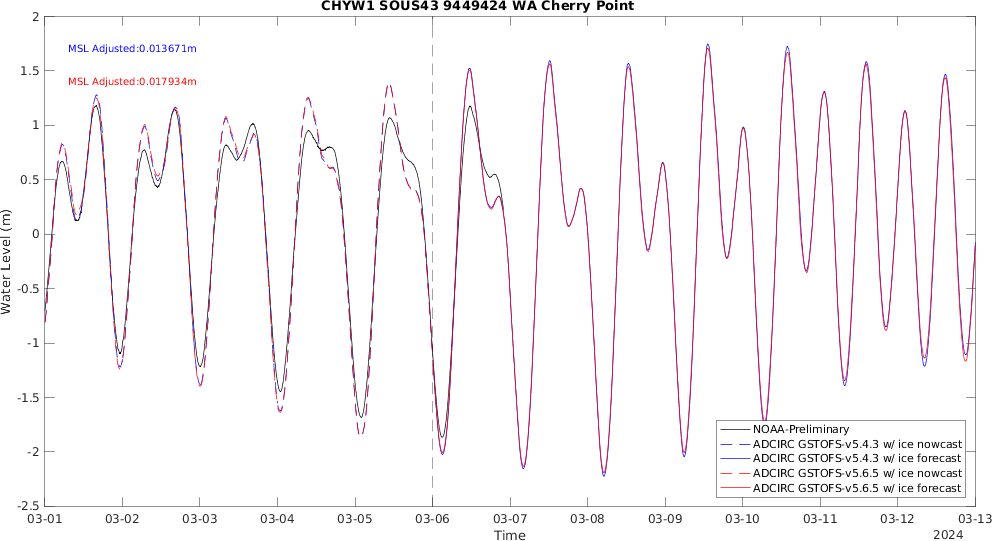 CHYW1 SOUS43 9449424 WA Cherry Point
MSL Adjusted:0.013671m
MSL Adjusted:0.017934m
Water Level (m)
2
1.5
1
0.5
0
-0.5
-1
-1.5
-2
-2.5
NOAA-Preliminary
ADCIRC GSTOFS-v5.4.3 w/ ice nowcast
ADCIRC GSTOFS-v5.4.3 w/ ice forecast
ADCIRC GSTOFS-v5.6.5 w/ ice nowcast
ADCIRC GSTOFS-v5.6.5 w/ ice forecast
03-01 03-02 03-03 03-04 03-05 03-06 03-07 03-08 03-09 03-10 03-11 03-12 03-13
Time
2024